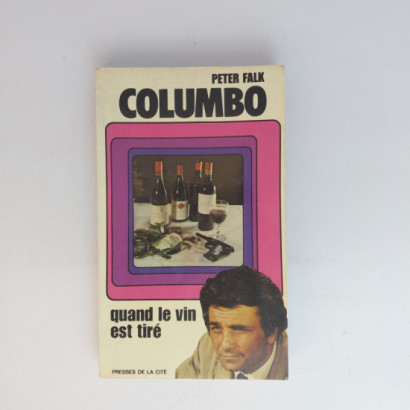 PETER FALK
COLUMBO
quand le vin
est tiré
PRESSES DE LA CITÉ